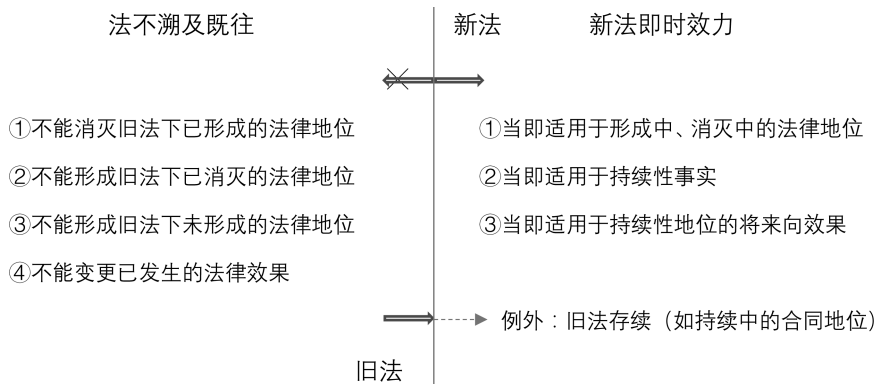 法不溯及既往 新法 新法即时效力
①不能消灭旧法下已形成的法律地位
②不能形成旧法下已消灭的法律地位
③不能形成旧法下未形成的法律地位
④不能变更已发生的法律效果
①当即适用于形成中、消灭中的法律地位
②当即适用于持续性事实
③当即适用于持续性地位的将来向效果
例外：旧法存续（如持续中的合同地位）
旧法